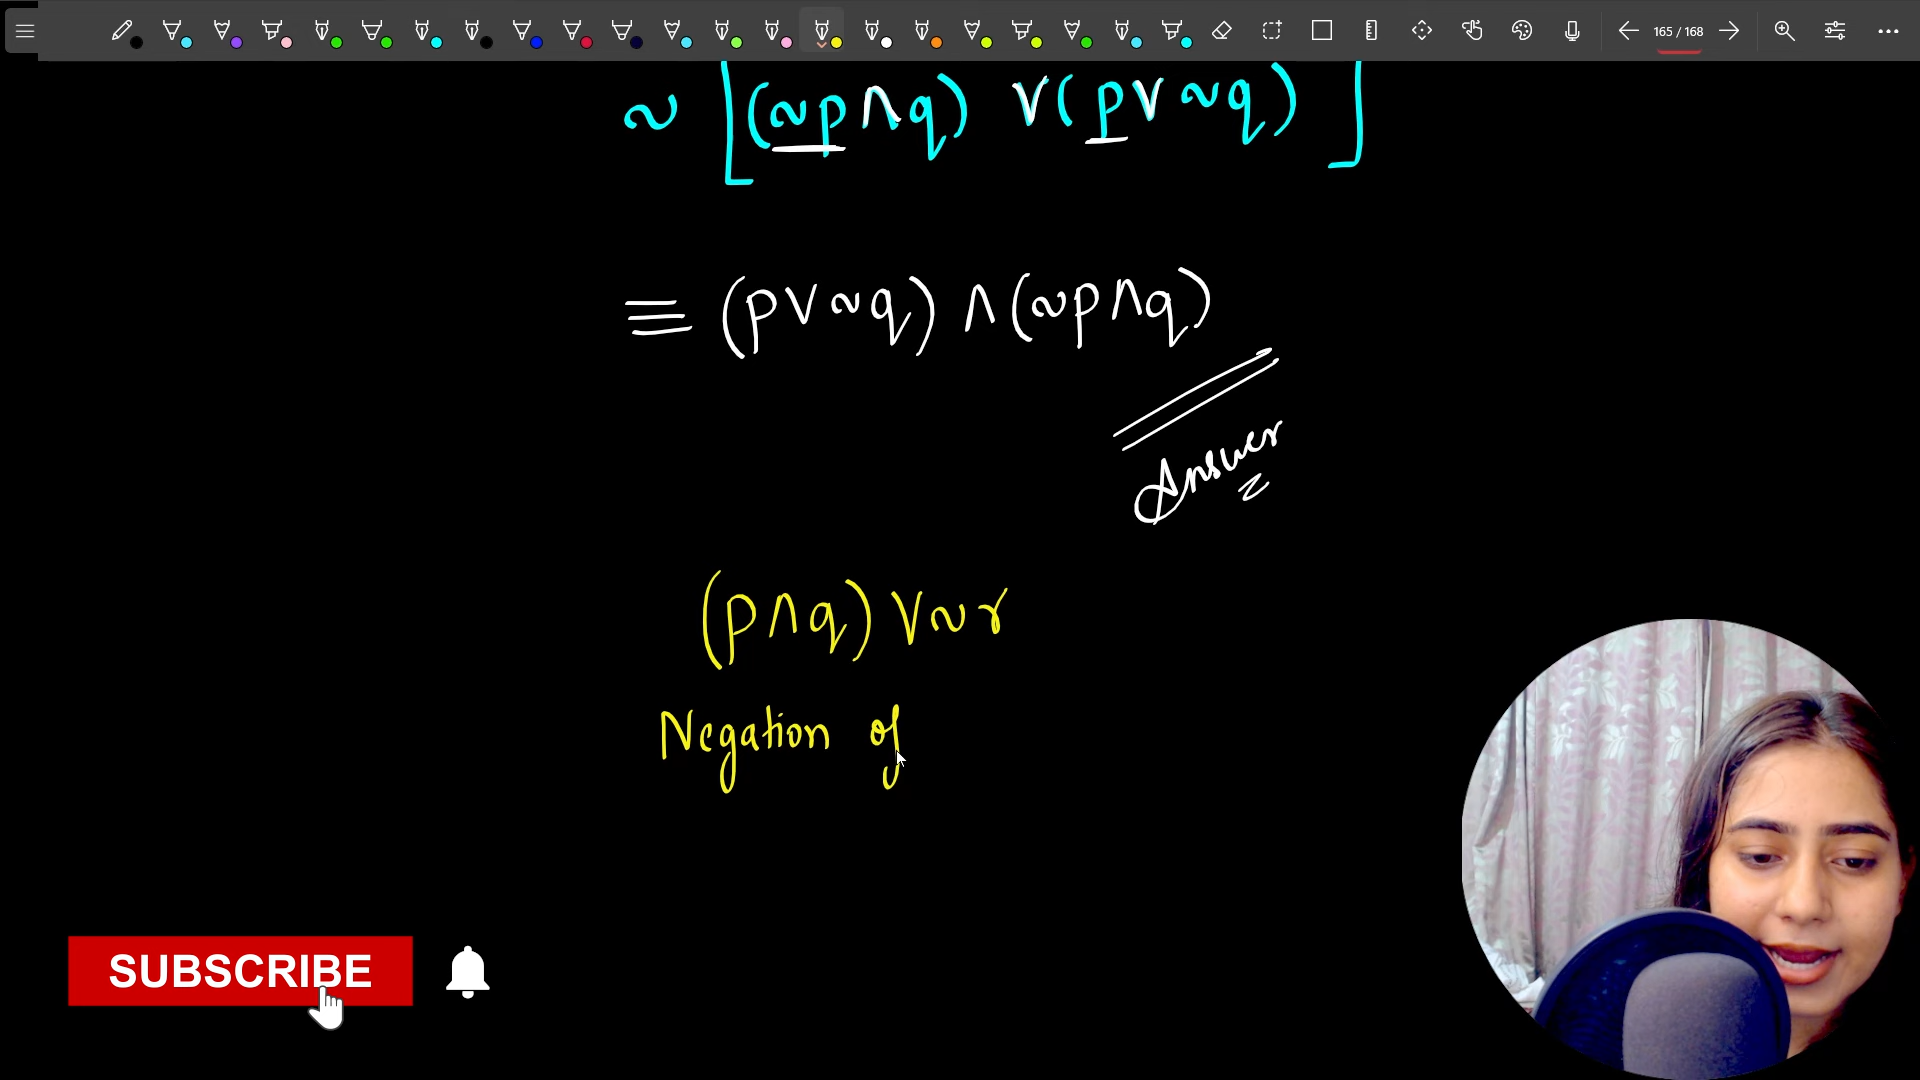 165 / 168
~ [(~p∧q) ∨(p∨~q)]
≡ (p∨~q) ∧(~p∧q)
Answer
(p∧q)∨~r
Negation of
SUBSCRIBE